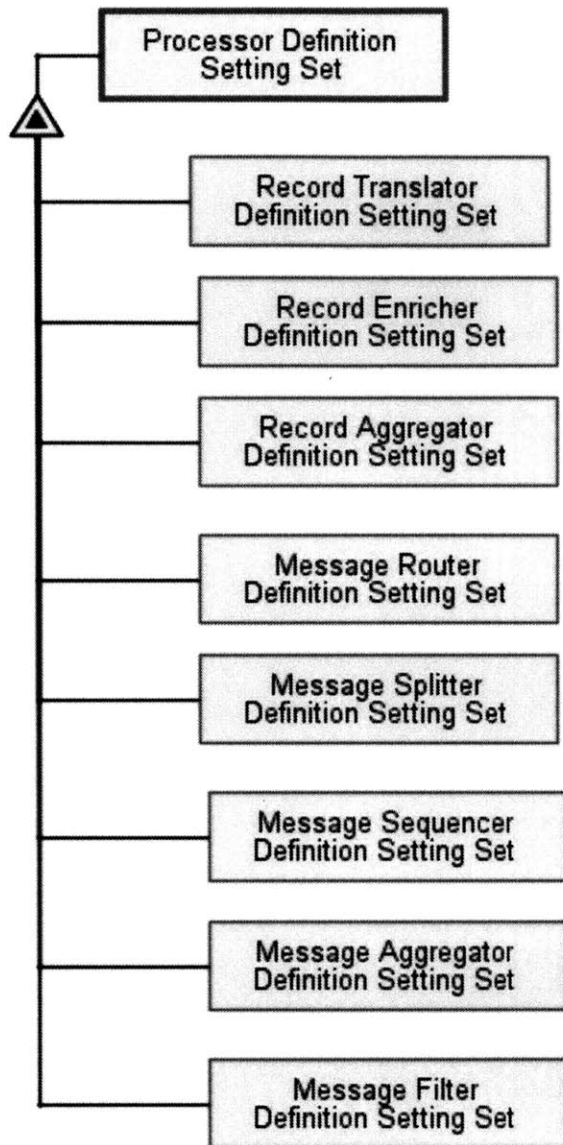 Processor Definition
Setting Set
Record Translator
Definition Setting Set
Record Enricher
Definition Setting Set
Record Aggregator
Definition Setting Set
Message Router
Definition Setting Set
Message Splitter
Definition Setting Set
Message Sequencer
Definition Setting Set
Message Aggregator
Definition Setting Set
Message Filter
Definition Setting Set